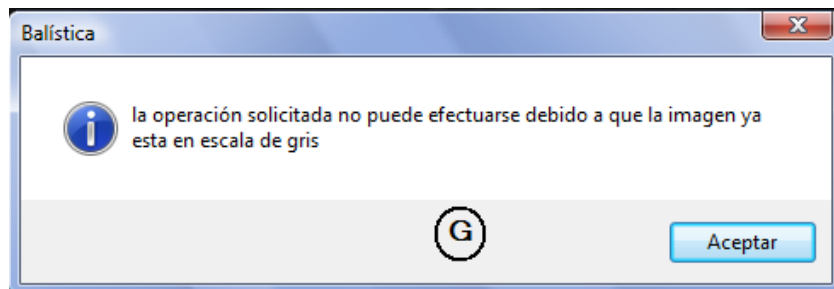 Balística
la operación solicitada no puede efectuarse debido a que la imagen ya
esta en escala de gris
G
Aceptar